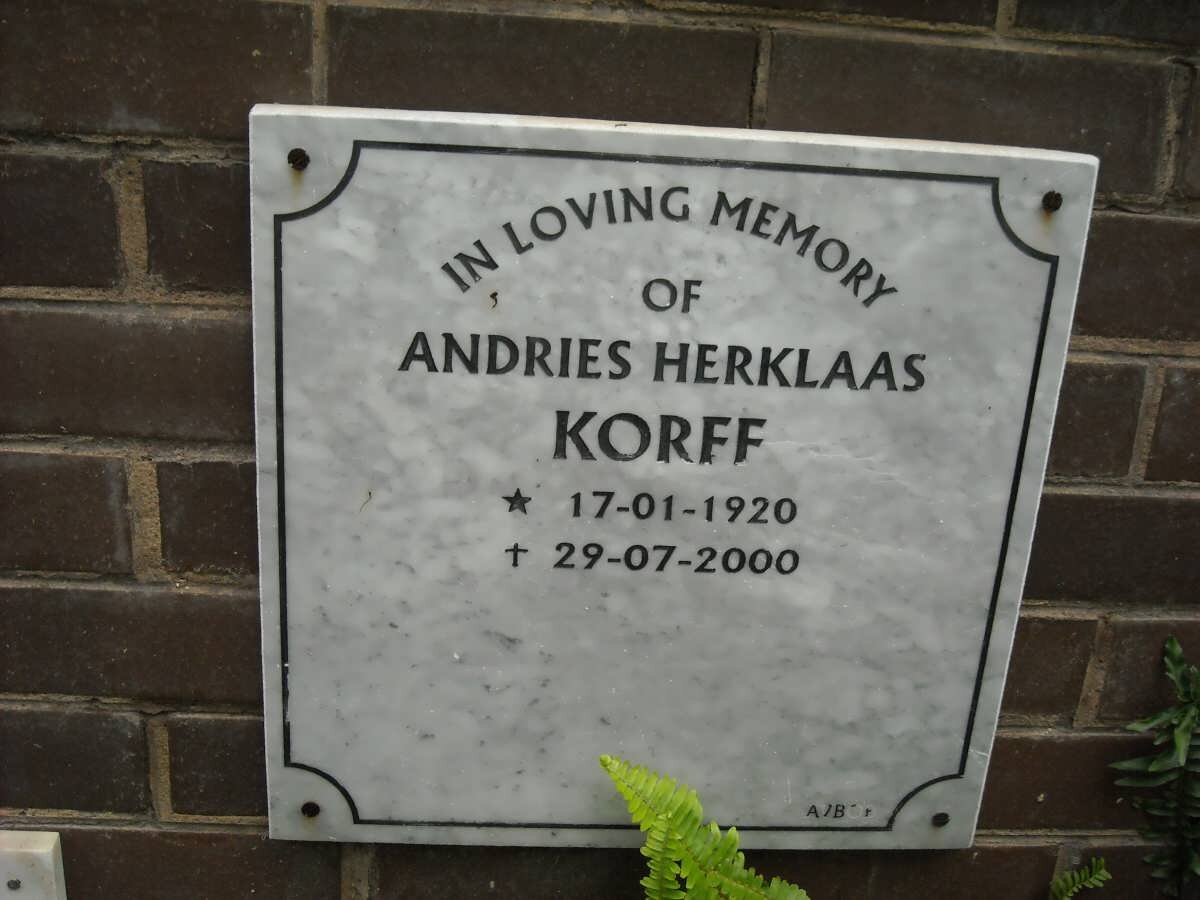 IN LOVING MEMORY
OF
ANDRIES HERKLAAS
KORFF
★ 17-01-1920
✝ 29-07-2000